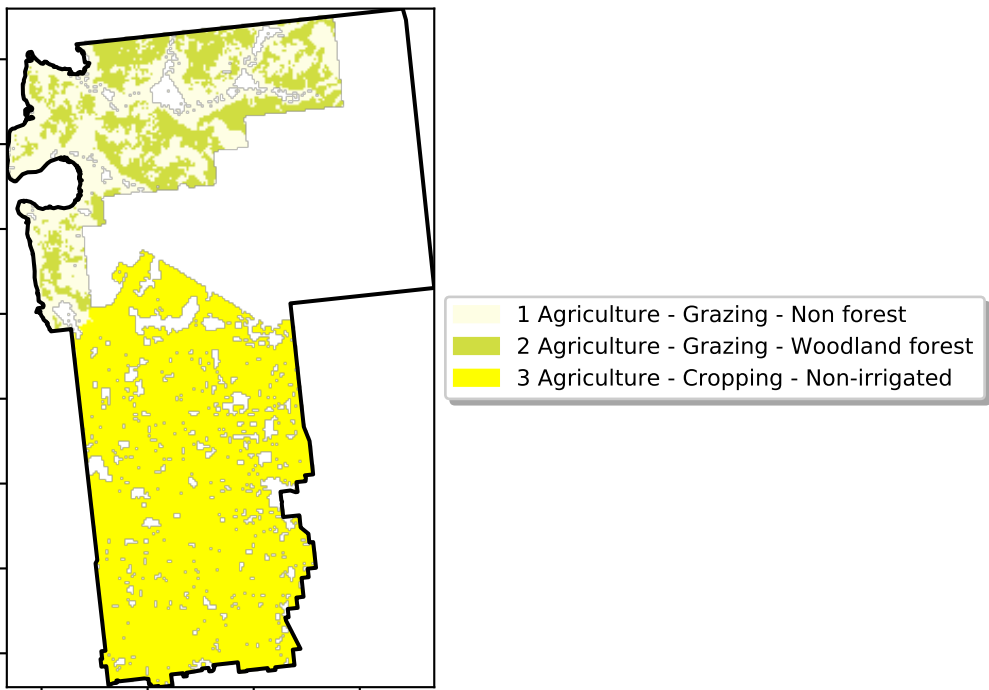 1 Agriculture - Grazing - Non forest
2 Agriculture - Grazing - Woodland forest
3 Agriculture - Cropping - Non-irrigated